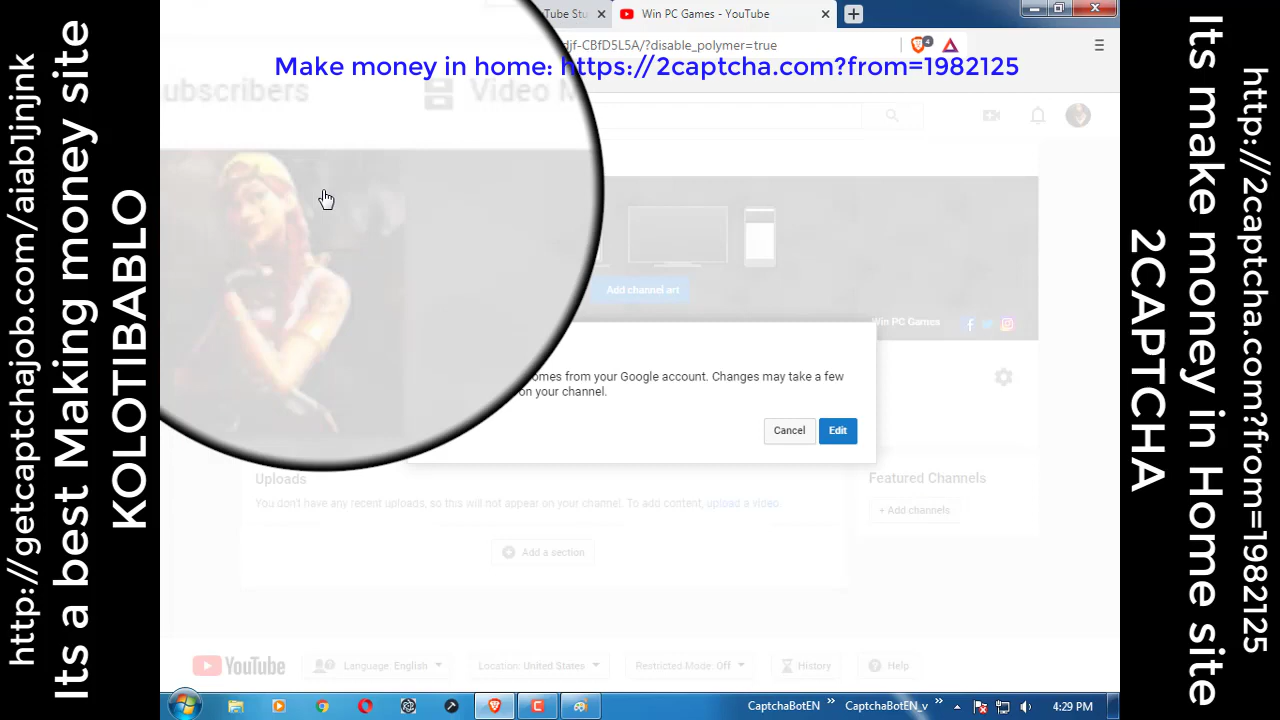 http://getcaptchajob.com/aiabljnjnk
Its a best Making money site
KOLOTIBABLO
Tube Stu
Win PC Games - YouTube
djf-CBfD5L5A/?disable_polymer=true
4
Make money in home: https://2captcha.com?from=1982125
ubscribers
Video M
Add channel art
Win PC Games
omes from your Google account. Changes may take a few
on your channel.
Cancel
Edit
Uploads
You don't have any recent uploads, so this will not appear on your channel. To add content, upload a video.
Add a section
Featured Channels
+ Add channels
YouTube
Language: English
Location: United States
Restricted Mode: Off
History
Help
CaptchaBotEN
CaptchaBotEN_v
4:29 PM
Its make money in Home site
2CAPTCHA
http://2captcha.com?from=1982125